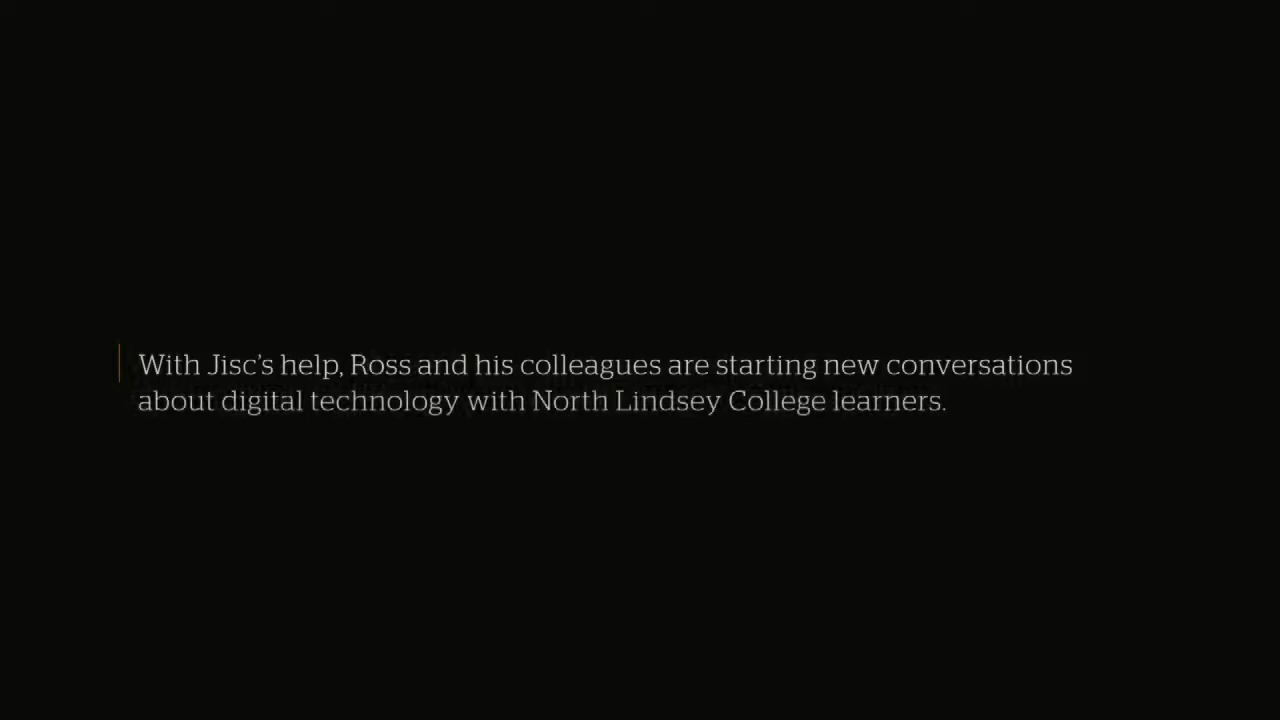 With Jisc’s help, Ross and his colleagues are starting new conversations
about digital technology with North Lindsey College learners.